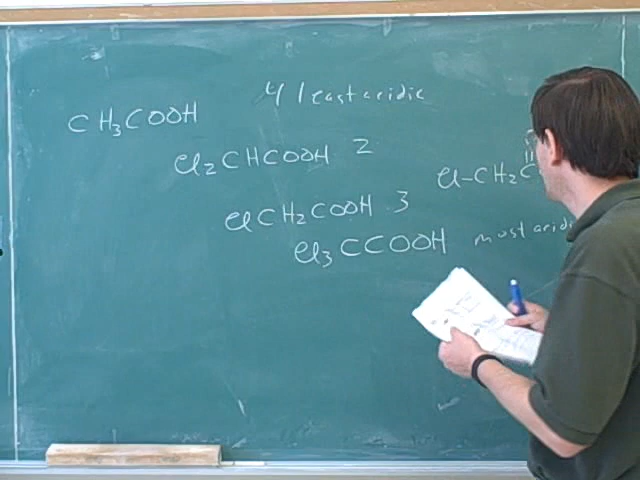 CH3COOH 4 least acidic
Cl2CHCOOH 2
Cl-CH2C
ClCH2COOH 3
Cl3CCOOH most acidic